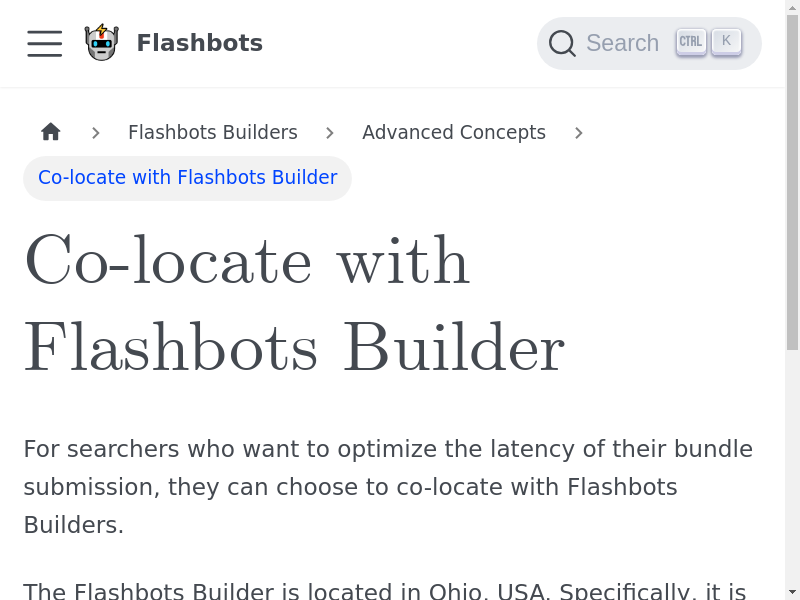 Flashbots
Search CTRL K
Flashbots Builders
Advanced Concepts
Co-locate with Flashbots Builder
Co-locate with
Flashbots Builder
For searchers who want to optimize the latency of their bundle
submission, they can choose to co-locate with Flashbots
Builders.
The Flashbots Builder is located in Ohio, USA. Specifically, it is